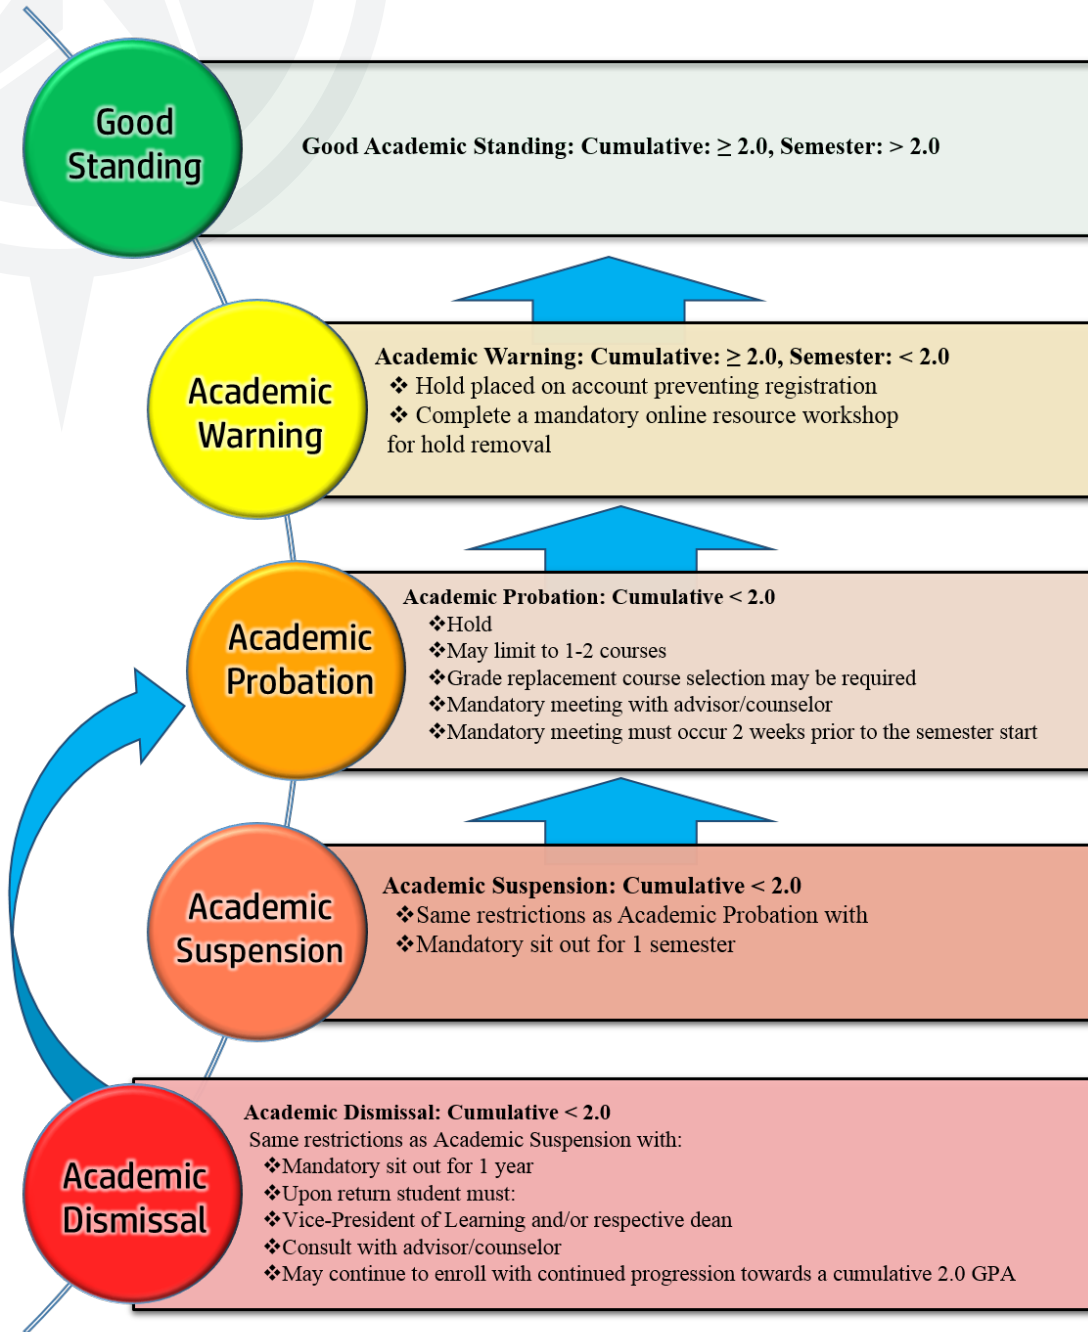 Good
Standing
Good Academic Standing: Cumulative: ≥ 2.0, Semester: > 2.0
Academic
Warning
Academic Warning: Cumulative: ≥ 2.0, Semester: < 2.0
❖ Hold placed on account preventing registration
❖ Complete a mandatory online resource workshop
for hold removal
Academic
Probation
Academic Probation: Cumulative < 2.0
❖Hold
❖May limit to 1-2 courses
❖Grade replacement course selection may be required
❖Mandatory meeting with advisor/counselor
❖Mandatory meeting must occur 2 weeks prior to the semester start
Academic
Suspension
Academic Suspension: Cumulative < 2.0
❖Same restrictions as Academic Probation with
❖Mandatory sit out for 1 semester
Academic
Dismissal
Academic Dismissal: Cumulative < 2.0
Same restrictions as Academic Suspension with:
❖Mandatory sit out for 1 year
❖Upon return student must:
❖Vice-President of Learning and/or respective dean
❖Consult with advisor/counselor
❖May continue to enroll with continued progression towards a cumulative 2.0 GPA